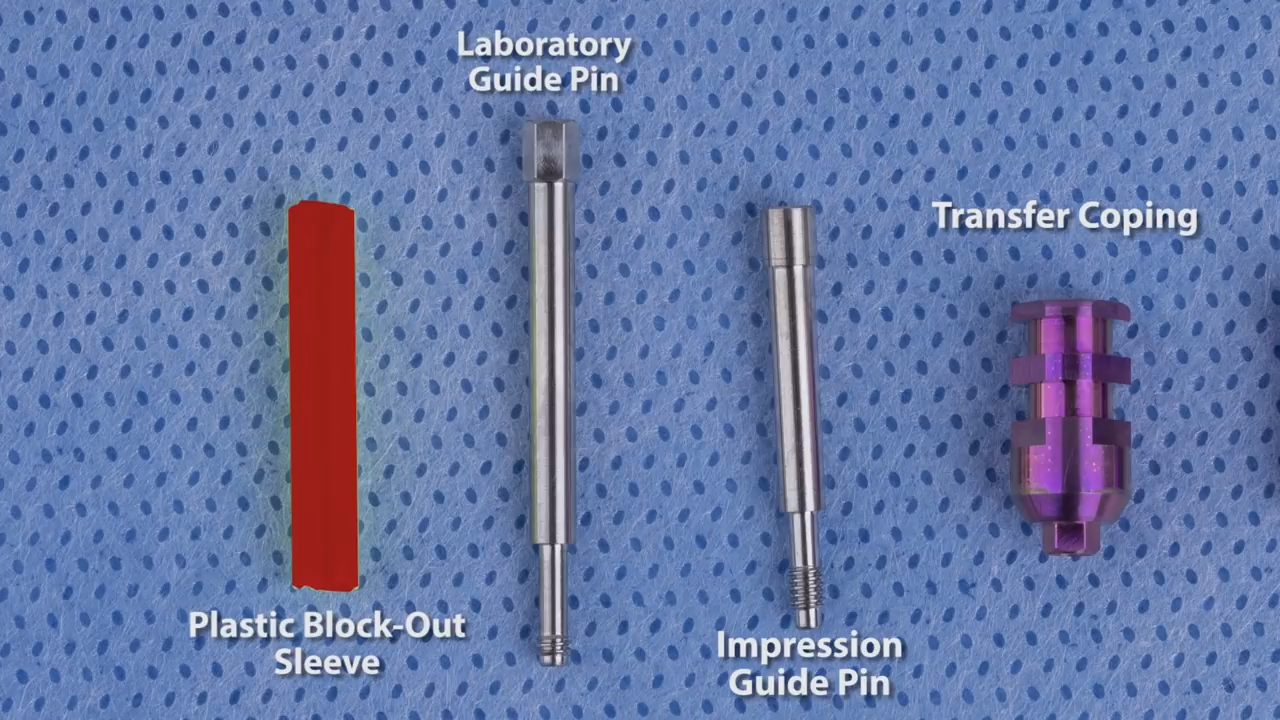 Laboratory
Guide Pin
Transfer Coping
Plastic Block-Out
Sleeve
Impression
Guide Pin